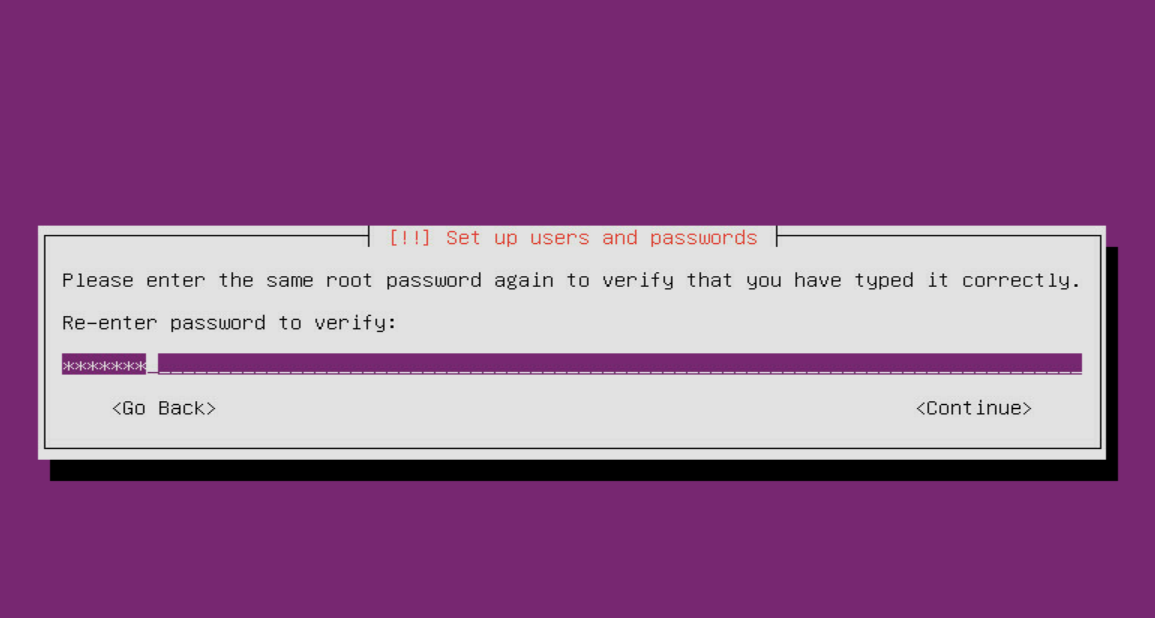 [!!] Set up users and passwords
Please enter the same root password again to verify that you have typed it correctly.
Re-enter password to verify:
*******_____________________________________________________________________________
<Go Back> <Continue>